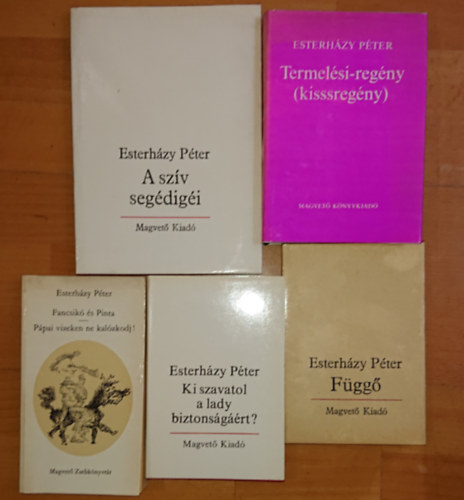 Esterházy Péter
A szív
segédigéi
Magvető Kiadó
ESTERHÁZY PÉTER
Termelési-regény
(kisssregény)
MAGVETŐ KÖNYVKIADÓ
Esterházy Péter
Fancsikó és Pinta
Pápai vizeken ne kalózkodj!
Magvető Zsebkönyvtár
Esterházy Péter
Ki szavatol
a lady
biztonságáért?
Magvető Kiadó
Esterházy Péter
Függő
Magvető Kiadó